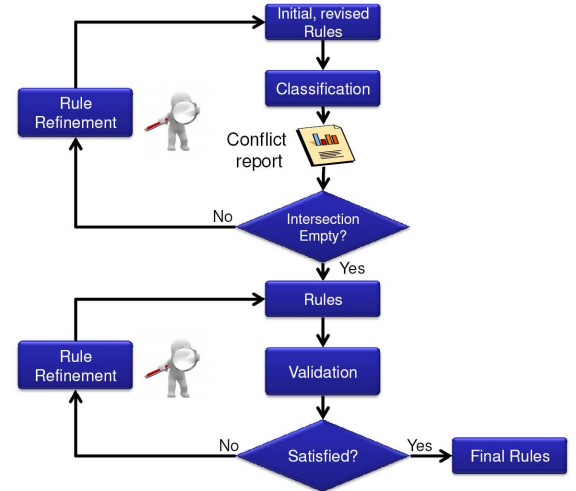 Initial, revised
Rules
Classification
Rule
Refinement
Conflict
report
No
Intersection
Empty?
Yes
Rules
Rule
Refinement
Validation
No
Satisfied?
Yes
Final Rules